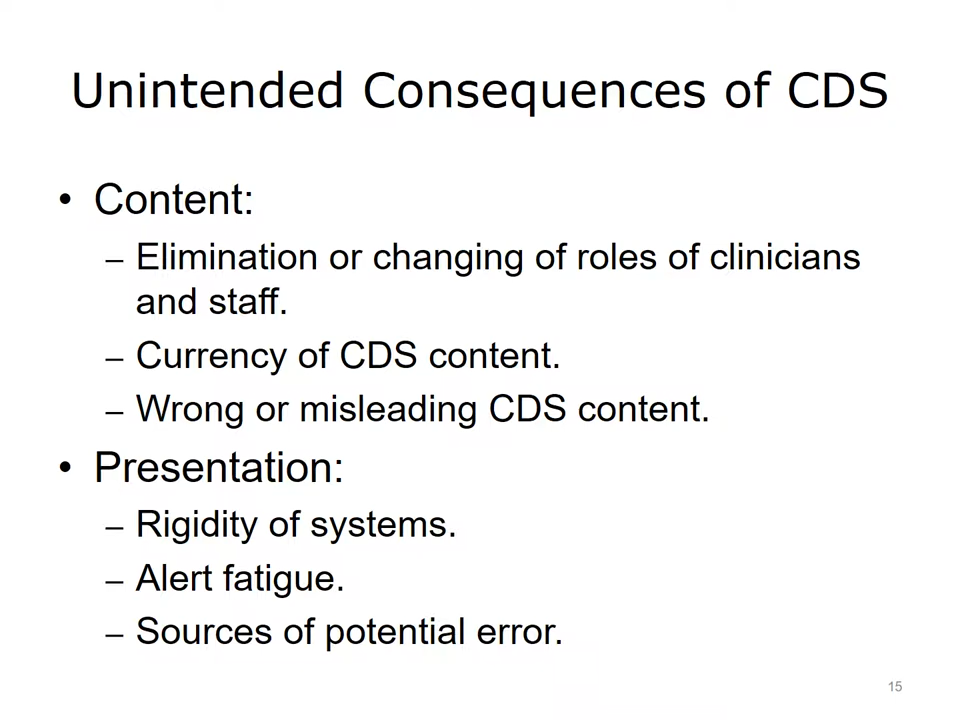 Unintended Consequences of CDS
• Content:
– Elimination or changing of roles of clinicians
and staff.
– Currency of CDS content.
– Wrong or misleading CDS content.
• Presentation:
– Rigidity of systems.
– Alert fatigue.
– Sources of potential error.
15